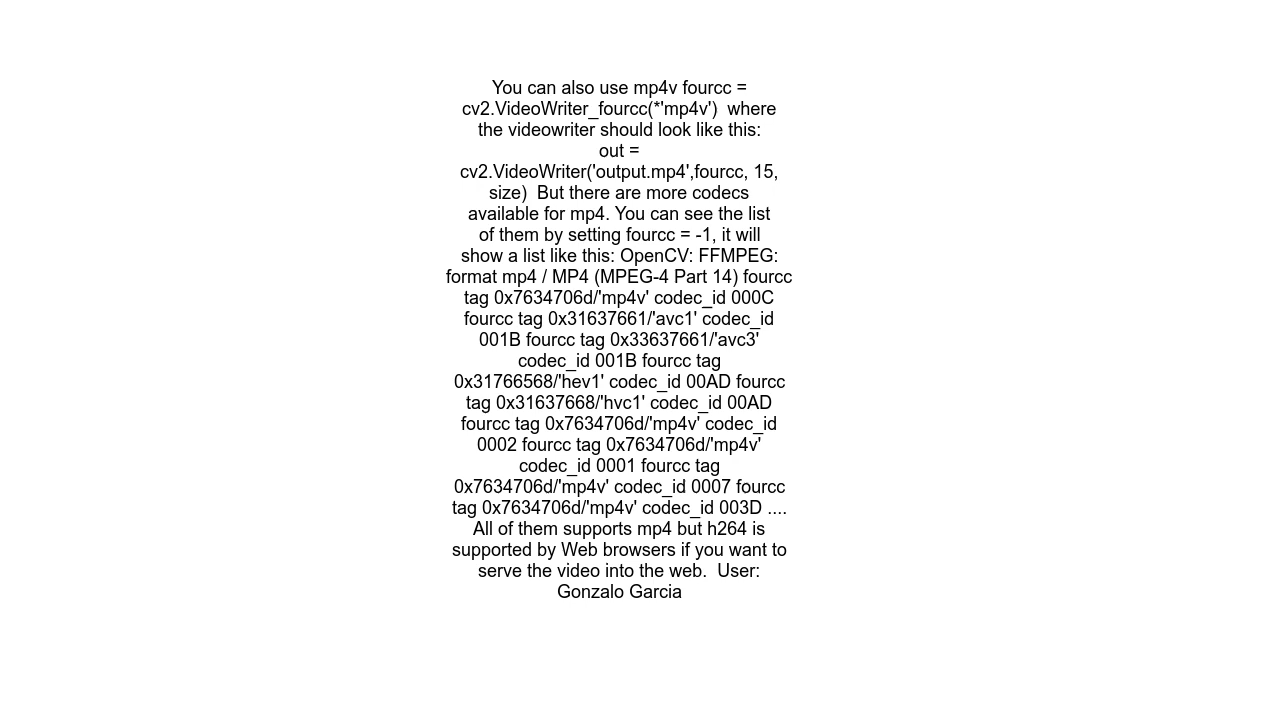 You can also use mp4v fourcc =
cv2.VideoWriter_fourcc(*'mp4v')  where
the videowriter should look like this:
out =
cv2.VideoWriter('output.mp4',fourcc, 15,
size)  But there are more codecs
available for mp4. You can see the list
of them by setting fourcc = -1, it will
show a list like this: OpenCV: FFMPEG:
format mp4 / MP4 (MPEG-4 Part 14) fourcc
tag 0x7634706d/'mp4v' codec_id 000C
fourcc tag 0x31637661/'avc1' codec_id
001B fourcc tag 0x33637661/'avc3'
codec_id 001B fourcc tag
0x31766568/'hev1' codec_id 00AD fourcc
tag 0x31637668/'hvc1' codec_id 00AD
fourcc tag 0x7634706d/'mp4v' codec_id
0002 fourcc tag 0x7634706d/'mp4v'
codec_id 0001 fourcc tag
0x7634706d/'mp4v' codec_id 0007 fourcc
tag 0x7634706d/'mp4v' codec_id 003D ....
All of them supports mp4 but h264 is
supported by Web browsers if you want to
serve the video into the web.  User:
Gonzalo Garcia